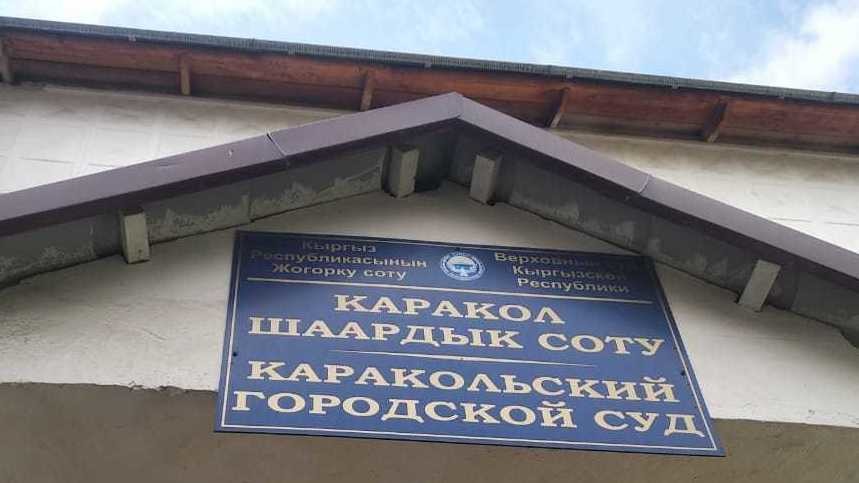 Кыргыз
Республикасынын
Жогорку соту
Верховный
Кыргызской
Республики
КАРАКОЛ
ШААРДЫК СОТУ
КАРАКОЛЬСКИЙ
ГОРОДСКОЙ СУД